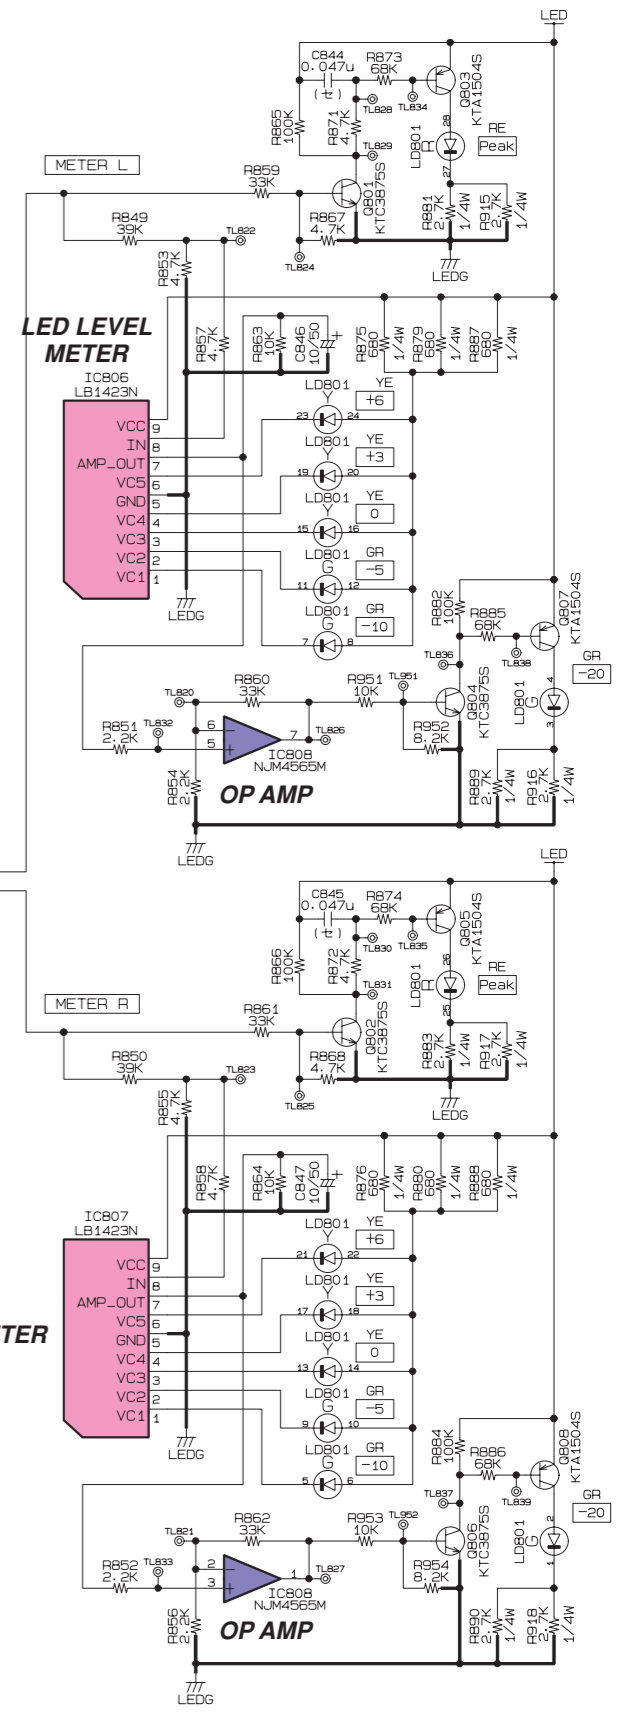 LED
C844
0.047u
(セ)
R873
68K
TL828
TL834
Q803
KTA1504S
R865
100K
R871
4.7K
TL829
28
LD801
R
27
RE
Peak
METER L
R859
33K
Q801
KTC3875S
R881
2.7K
1/4W
R915
2.7K
1/4W
R849
39K
TL822
R867
4.7K
TL824
R853
4.7K
LEDG
LED LEVEL
METER
R857
4.7K
R863
10K
C846
10/50
+
R875
680
1/4W
R879
680
1/4W
R887
680
1/4W
IC806
LB1423N
VCC 9
IN 8
AMP_OUT 7
VC5 6
GND 5
VC4 4
VC3 3
VC2 2
VC1 1
LD801
Y
YE
+6
23
24
LD801
Y
YE
+3
19
20
LD801
Y
YE
0
15
16
LD801
G
GR
-5
11
12
LD801
G
GR
-10
7
8
LEDG
R882
100K
R885
68K
Q807
KTA1504S
TL836
TL838
GR
-20
4
LD801
G
3
TL820
R860
33K
R951
10K
TL951
Q804
KTC3875S
R851
2.2K
TL832
6
5
7
TL826
IC808
NJM4565M
R952
8.2K
R854
2.2K
OP AMP
R889
2.7K
1/4W
R916
2.7K
1/4W
LEDG
LED
C845
0.047u
(セ)
R874
68K
TL830
TL835
Q805
KTA1504S
R866
100K
R872
4.7K
TL831
26
LD801
R
25
RE
Peak
METER R
R861
33K
Q802
KTC3875S
R883
2.7K
1/4W
R917
2.7K
1/4W
R850
39K
TL823
R868
4.7K
TL825
R855
4.7K
LEDG
R858
4.7K
R864
10K
C847
10/50
+
R876
680
1/4W
R880
680
1/4W
R888
680
1/4W
IC807
LB1423N
VCC 9
IN 8
AMP_OUT 7
VC5 6
GND 5
VC4 4
VC3 3
VC2 2
VC1 1
TER
LD801
Y
YE
+6
21
22
LD801
Y
YE
+3
17
18
LD801
Y
YE
0
13
14
LD801
G
GR
-5
9
10
LD801
G
GR
-10
5
6
LEDG
R884
100K
R886
68K
Q808
KTA1504S
TL837
TL839
GR
-20
2
LD801
G
1
TL821
R862
33K
R953
10K
TL952
Q806
KTC3875S
R852
2.2K
TL833
2
3
1
TL827
IC808
NJM4565M
R954
8.2K
R856
2.2K
OP AMP
R890
2.7K
1/4W
R918
2.7K
1/4W
LEDG